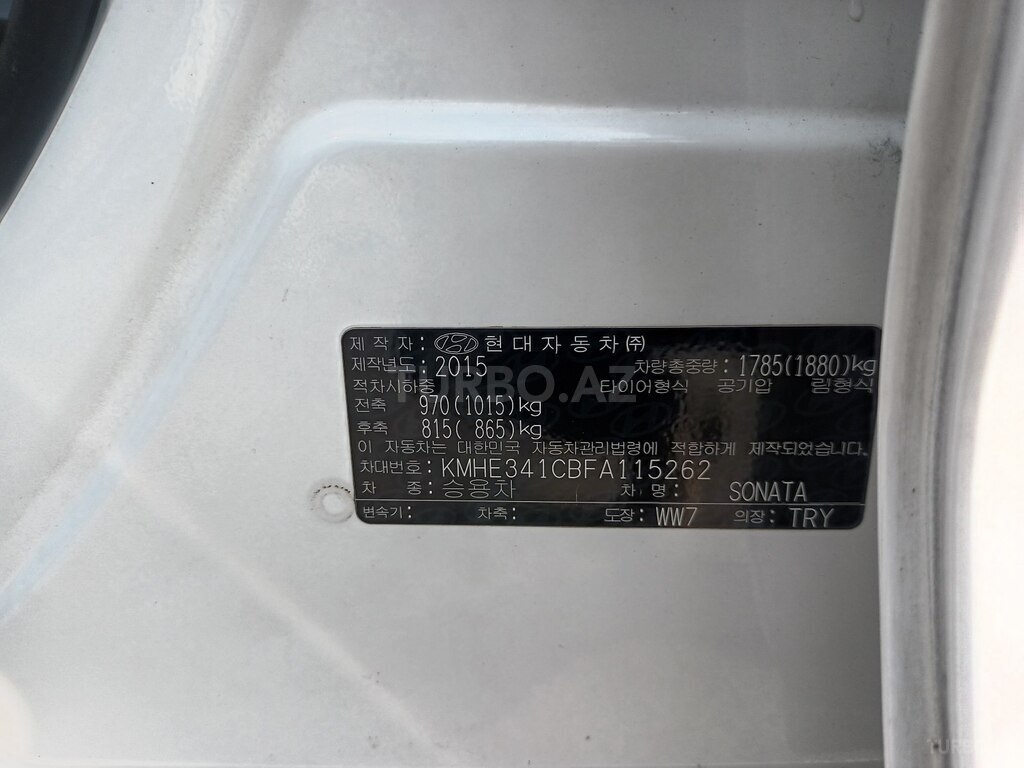 제 작 자 : 현대자동차㈜
제작년도 : 2015 차량총중량 : 1785(1880)kg
적차시하중 타이어형식 공기압 림형식
전축 970(1015)kg
후축 815( 865)kg
이 자동차는 대한민국 자동차관리법령에 적합하게 제작되었습니다.
차대번호 : KMHE341CBFA115262
차 종 : 승용차 차 명 : SONATA
변속기 : 차축 : 도장 : WW7 의장 : TRY
TURBO.AZ